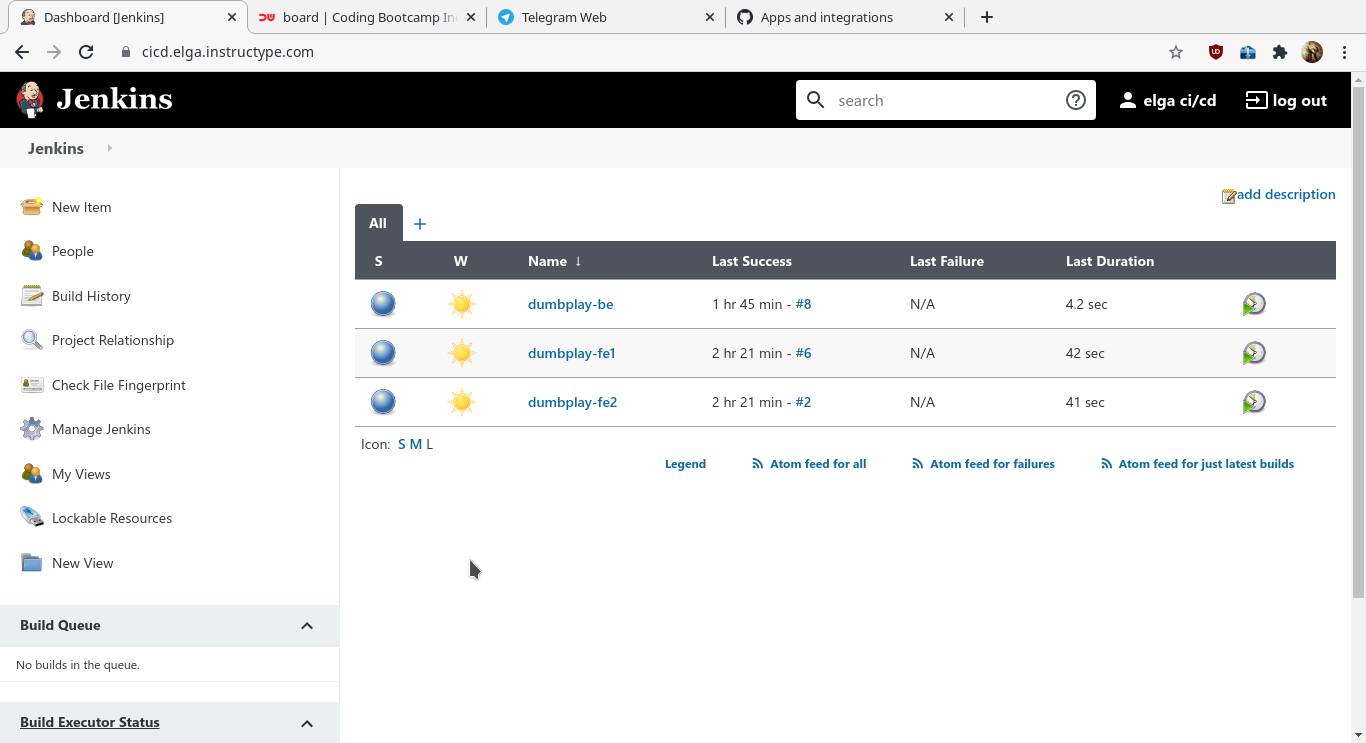 Dashboard [Jenkins]
board | Coding Bootcamp In
Telegram Web
Apps and integrations
cicd.elga.instructype.com
Jenkins
search
elga ci/cd
log out
Jenkins
New Item
People
Build History
Project Relationship
Check File Fingerprint
Manage Jenkins
My Views
Lockable Resources
New View
Build Queue
No builds in the queue.
Build Executor Status
add description
All +
S W Name ↓ Last Success Last Failure Last Duration
dumbplay-be 1 hr 45 min - #8 N/A 4.2 sec
dumbplay-fe1 2 hr 21 min - #6 N/A 42 sec
dumbplay-fe2 2 hr 21 min - #2 N/A 41 sec
Icon: S M L
Legend Atom feed for all Atom feed for failures Atom feed for just latest builds